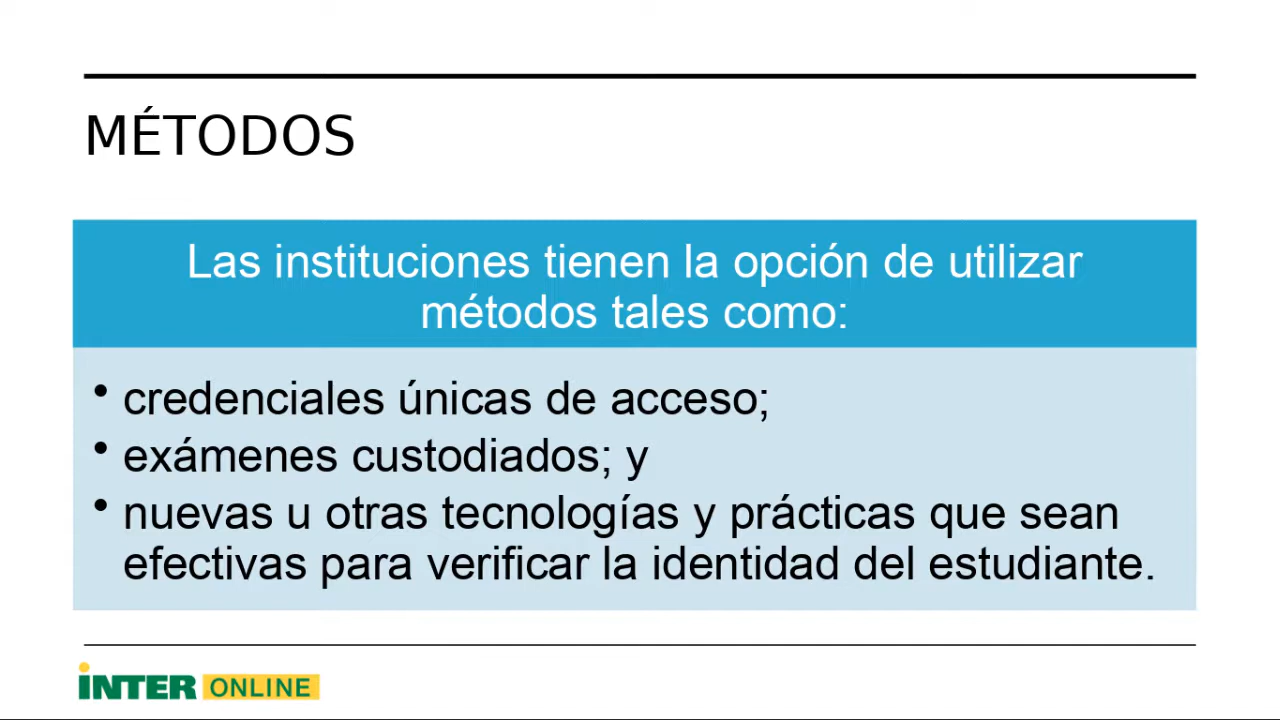 MÉTODOS
Las instituciones tienen la opción de utilizar
métodos tales como:
• credenciales únicas de acceso;
• exámenes custodiados; y
• nuevas u otras tecnologías y prácticas que sean
efectivas para verificar la identidad del estudiante.
iNTER ONLINE